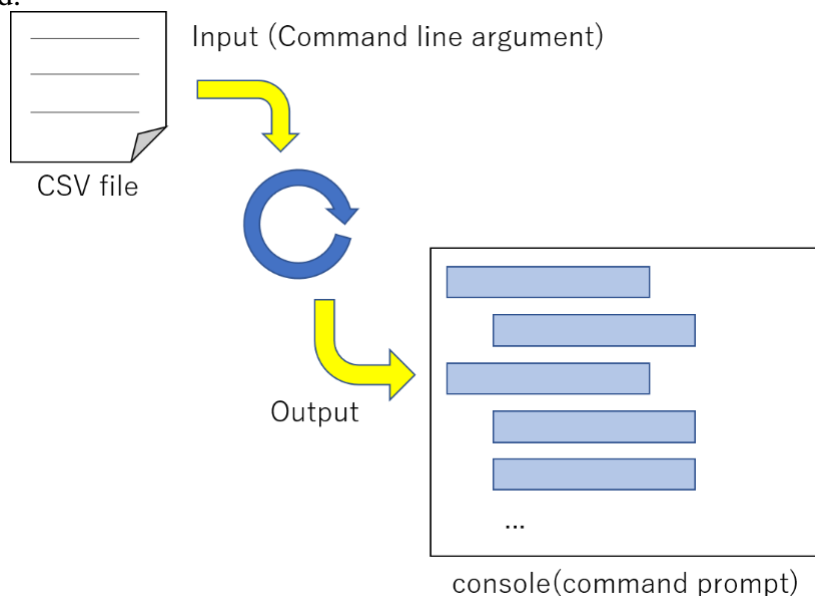 Input (Command line argument)
CSV file
Output
...
console(command prompt)